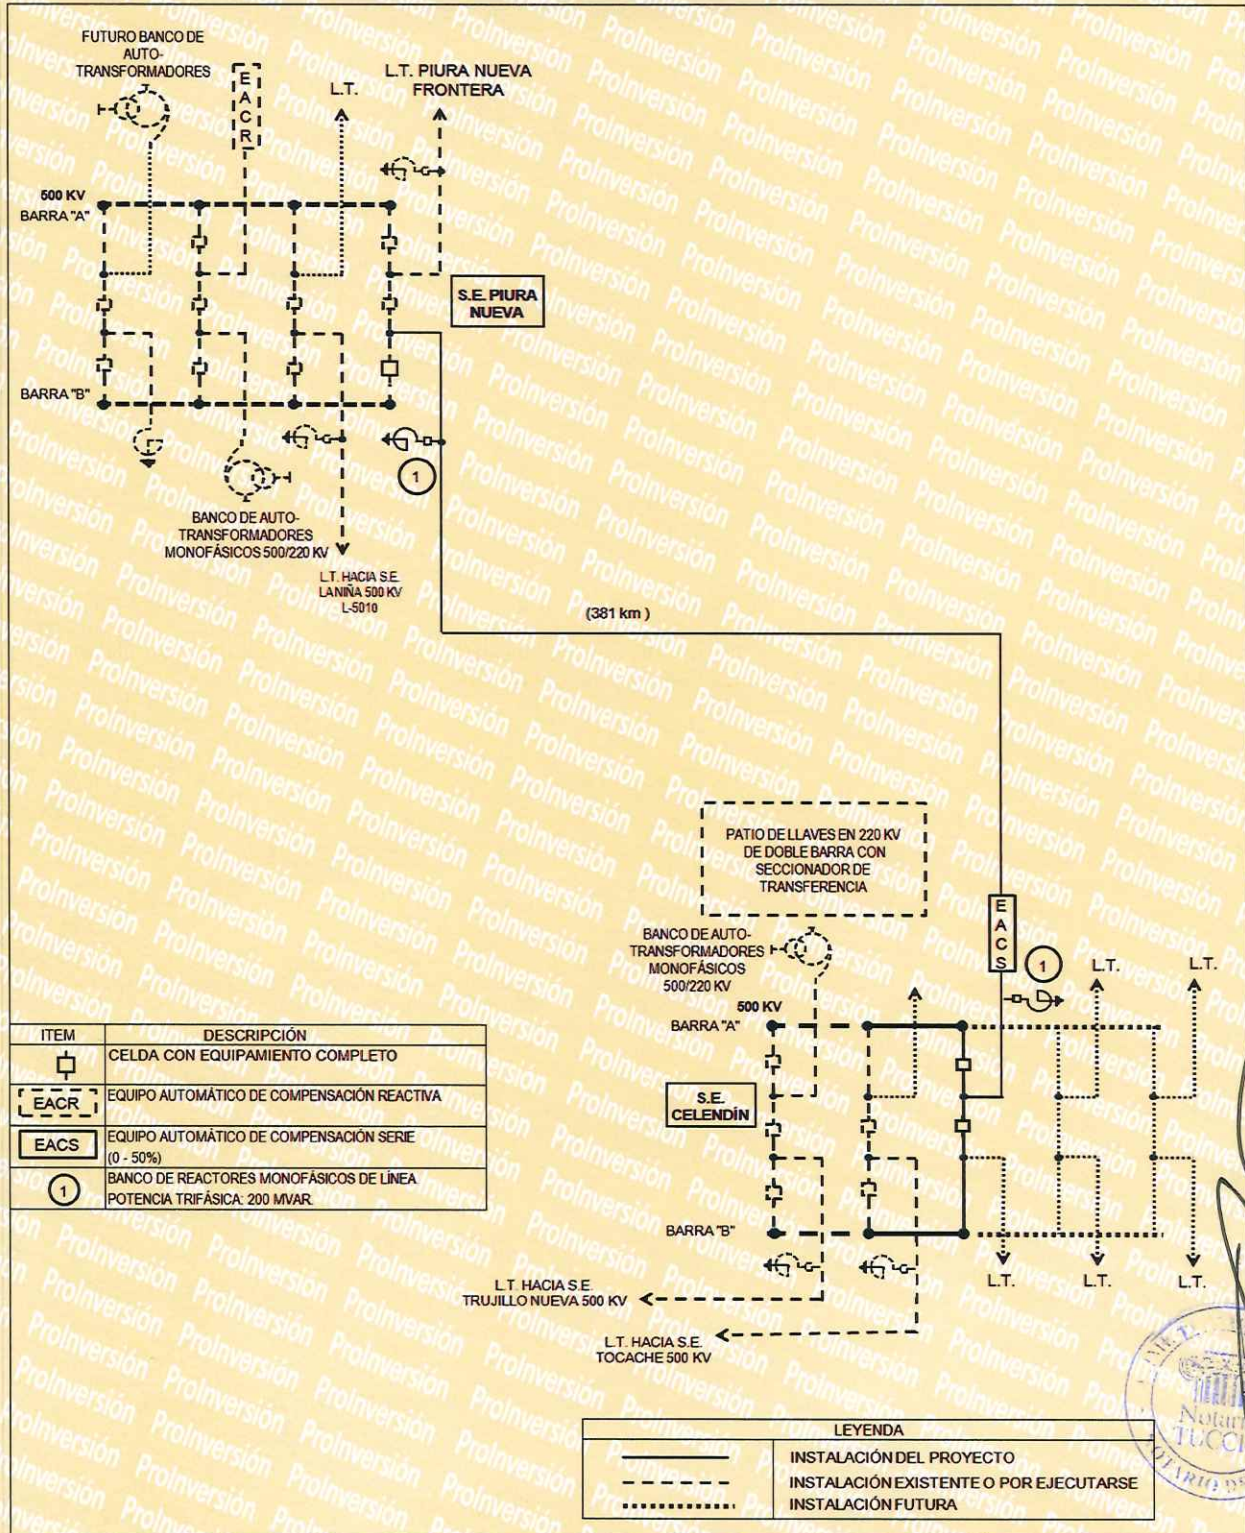 FUTURO BANCO DE
AUTO-
TRANSFORMADORES
E
A
C
R
L.T.
L.T. PIURA NUEVA
FRONTERA
500 KV
BARRA "A"
S.E. PIURA
NUEVA
BARRA "B"
1
BANCO DE AUTO-
TRANSFORMADORES
MONOFÁSICOS 500/220 KV
L.T. HACIA S.E.
LA NIÑA 500 KV
L-5010
(381 km )
PATIO DE LLAVES EN 220 KV
DE DOBLE BARRA CON
SECCIONADOR DE
TRANSFERENCIA
BANCO DE AUTO-
TRANSFORMADORES
MONOFÁSICOS
500/220 KV
E
A
C
S
1
L.T.
L.T.
500 KV
BARRA "A"
S.E.
CELENDÍN
BARRA "B"
L.T.
L.T.
L.T.
L.T. HACIA S.E.
TRUJILLO NUEVA 500 KV
L.T. HACIA S.E.
TOCACHE 500 KV
ITEM DESCRIPCIÓN
CELDA CON EQUIPAMIENTO COMPLETO
EACR EQUIPO AUTOMÁTICO DE COMPENSACIÓN REACTIVA
EACS EQUIPO AUTOMÁTICO DE COMPENSACIÓN SERIE
(0 - 50%)
1 BANCO DE REACTORES MONOFÁSICOS DE LÍNEA
POTENCIA TRIFÁSICA: 200 MVAR.
LEYENDA
INSTALACIÓN DEL PROYECTO
INSTALACIÓN EXISTENTE O POR EJECUTARSE
INSTALACIÓN FUTURA
ProInversión